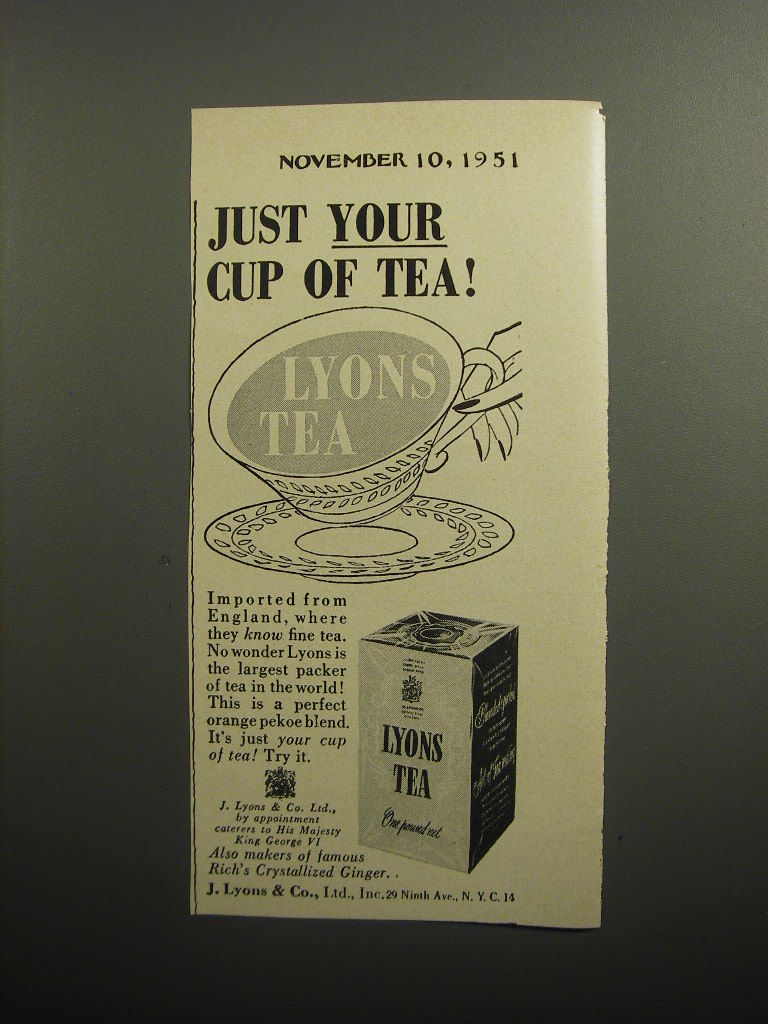 NOVEMBER 10, 1951
JUST YOUR
CUP OF TEA!
LYONS
TEA
Imported from
England, where
they know fine tea.
No wonder Lyons is
the largest packer
of tea in the world!
This is a perfect
orange pekoe blend.
It's just your cup
of tea! Try it.
LYONS
TEA
One pound net
J. Lyons & Co. Ltd.,
by appointment
caterers to His Majesty
King George VI
Also makers of famous
Rich's Crystallized Ginger. .
J. Lyons & Co., Ltd., Inc. 29 Ninth Ave., N. Y. C. 14